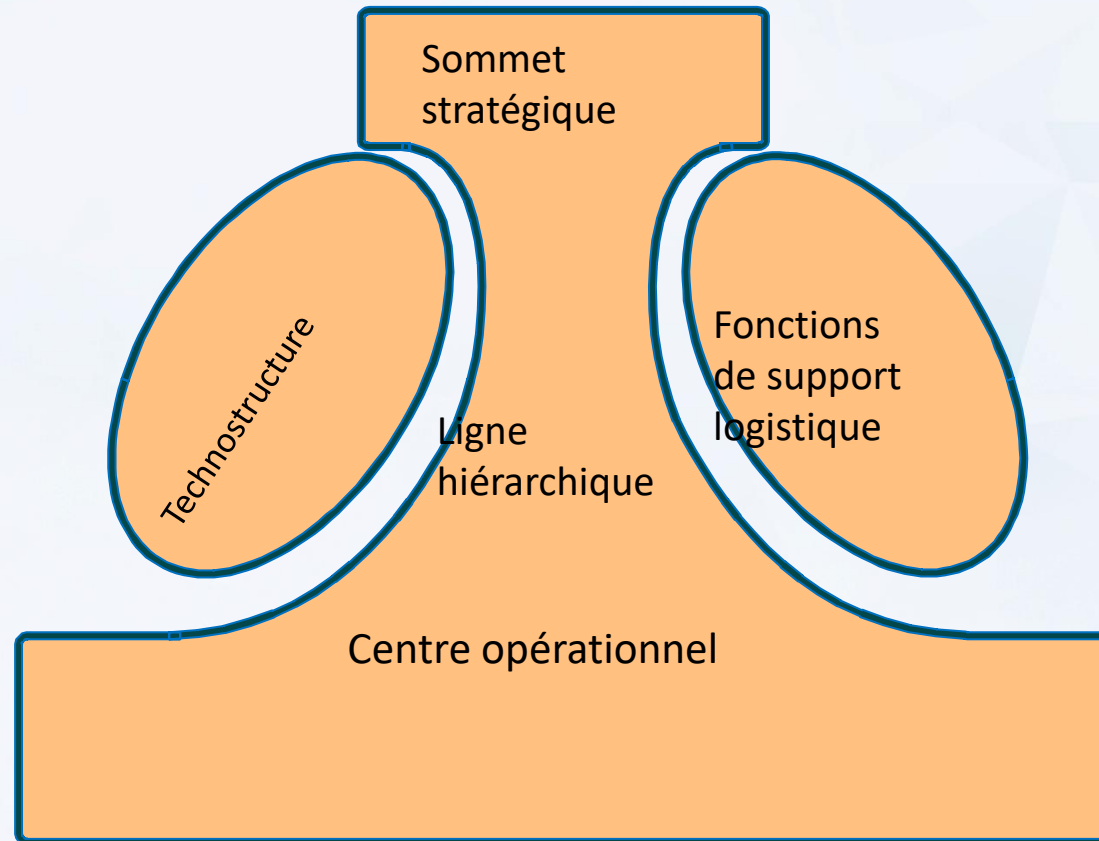 Sommet
stratégique
Technostructure
Ligne
hiérarchique
Fonctions
de support
logistique
Centre opérationnel